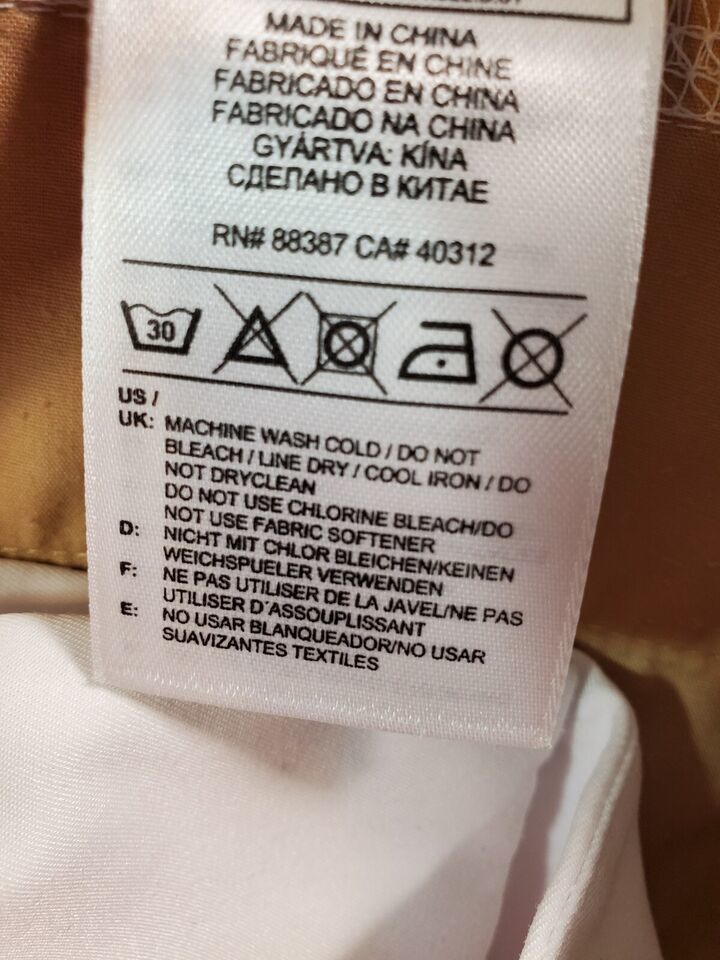 MADE IN CHINA
FABRIQUÉ EN CHINE
FABRICADO EN CHINA
FABRICADO NA CHINA
GYÁRTVA: KÍNA
СДЕЛАНО В КИТАЕ
RN# 88387 CA# 40312
30
US /
UK: MACHINE WASH COLD / DO NOT
BLEACH / LINE DRY / COOL IRON / DO
NOT DRYCLEAN
DO NOT USE CHLORINE BLEACH/DO
NOT USE FABRIC SOFTENER
D: NICHT MIT CHLOR BLEICHEN/KEINEN
WEICHSPUELER VERWENDEN
F: NE PAS UTILISER DE LA JAVEL/NE PAS
UTILISER D'ASSOUPLISSANT
E: NO USAR BLANQUEADOR/NO USAR
SUAVIZANTES TEXTILES